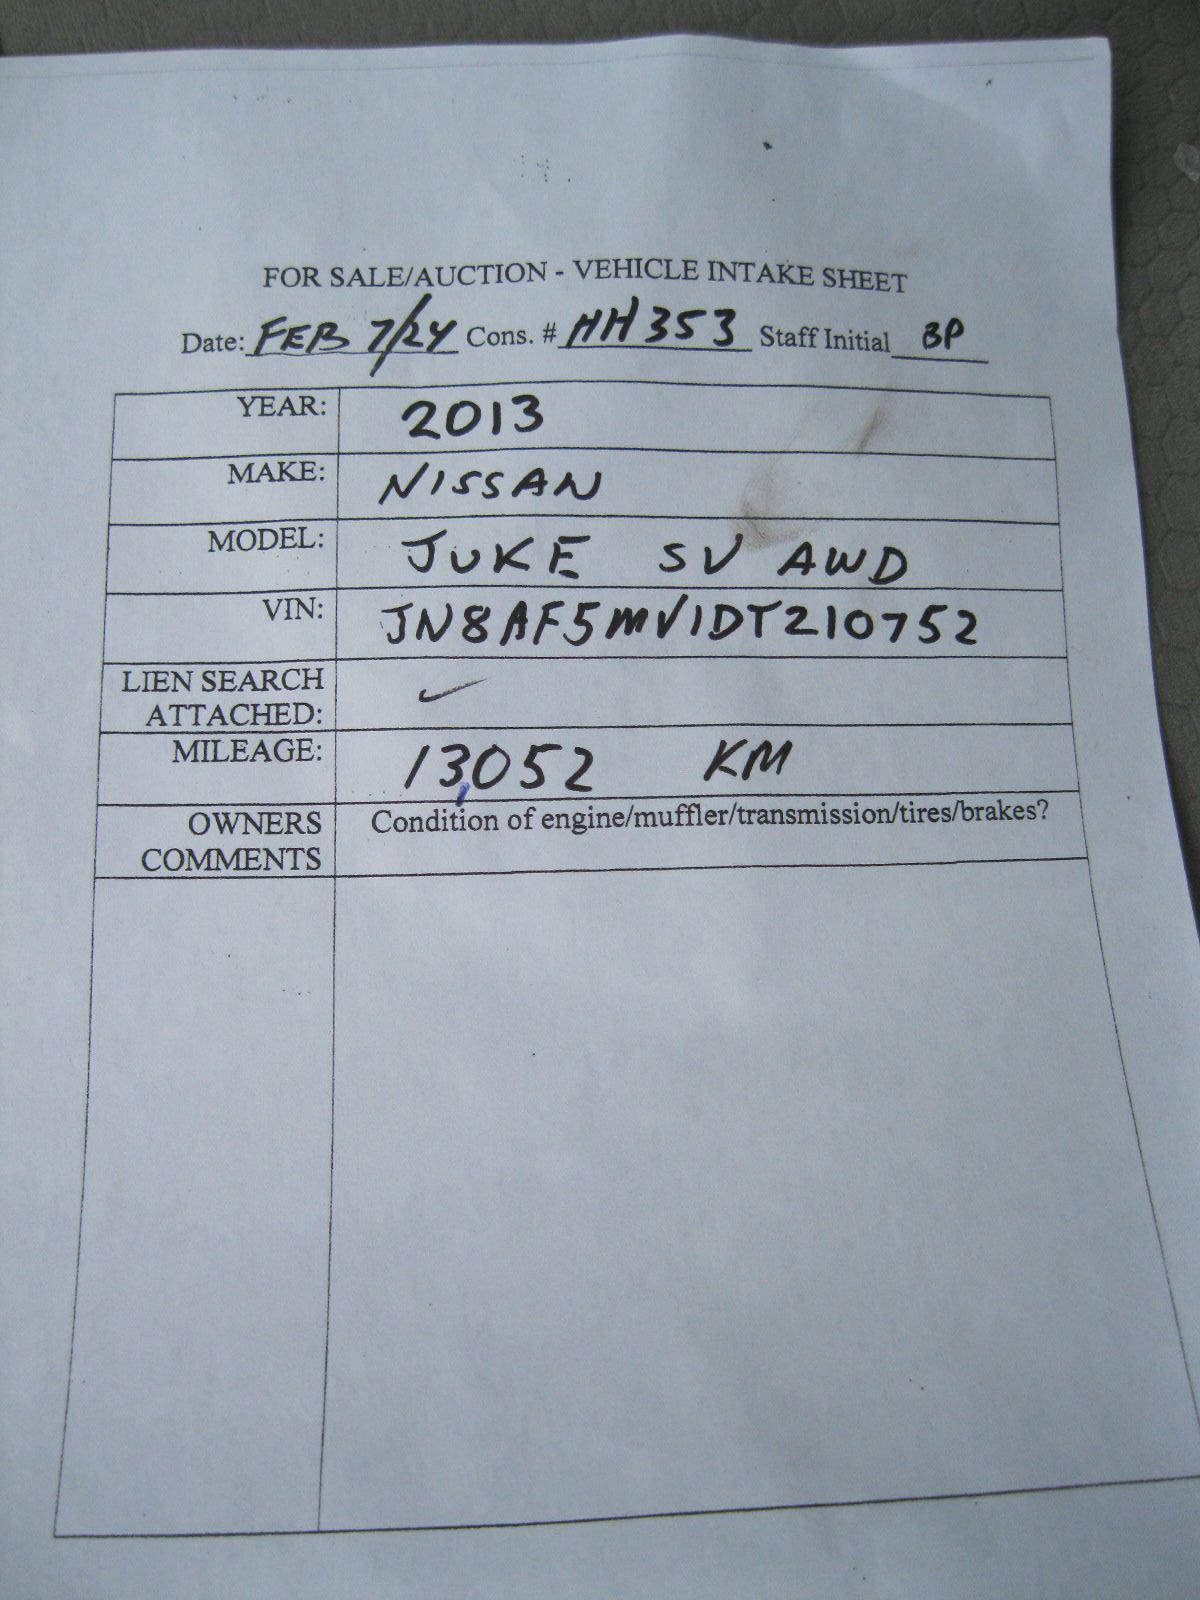 FOR SALE/AUCTION - VEHICLE INTAKE SHEET
Date: FEB 7/24 Cons. # HH353 Staff Initial BP
YEAR: 2013
MAKE: NISSAN
MODEL: JUKE SV AWD
VIN: JN8AF5MV1DT210752
LIEN SEARCH
ATTACHED: ✓
MILEAGE: 13,052 KM
OWNERS
COMMENTS
Condition of engine/muffler/transmission/tires/brakes?